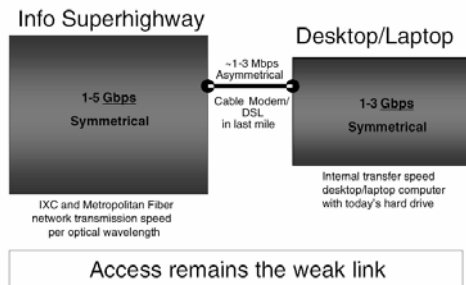 Info Superhighway
1-5 Gbps
Symmetrical
IXC and Metropolitan Fiber
network transmission speed
per optical wavelength
~1-3 Mbps
Asymmetrical
Cable Modem/
DSL
in last mile
Desktop/Laptop
1-3 Gbps
Symmetrical
Internal transfer speed
desktop/laptop computer
with today's hard drive
Access remains the weak link